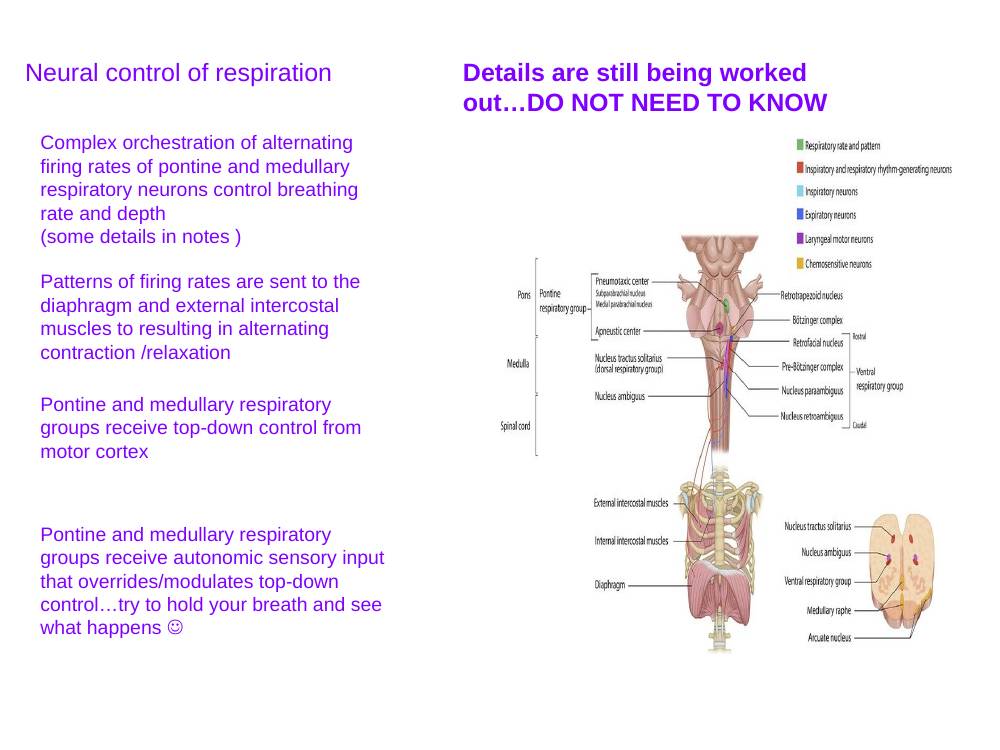 Neural control of respiration
Details are still being worked
out…DO NOT NEED TO KNOW
Complex orchestration of alternating
firing rates of pontine and medullary
respiratory neurons control breathing
rate and depth
(some details in notes )
Patterns of firing rates are sent to the
diaphragm and external intercostal
muscles to resulting in alternating
contraction /relaxation
Pontine and medullary respiratory
groups receive top-down control from
motor cortex
Pontine and medullary respiratory
groups receive autonomic sensory input
that overrides/modulates top-down
control…try to hold your breath and see
what happens ☺
Respiratory rate and pattern
Inspiratory and respiratory rhythm-generating neurons
Inspiratory neurons
Expiratory neurons
Laryngeal motor neurons
Chemosensitive neurons
Pons
Medulla
Spinal cord
Pontine
respiratory group
Pneumotaxic center
Subparabrachial nucleus
Medial parabrachial nucleus
Apneustic center
Nucleus tractus solitarius
(dorsal respiratory group)
Nucleus ambiguus
Retrotrapezoid nucleus
Bötzinger complex
Retrofacial nucleus
Pre-Bötzinger complex
Nucleus paraambiguus
Nucleus retroambiguus
Rostral
Ventral
respiratory group
Caudal
External intercostal muscles
Internal intercostal muscles
Diaphragm
Nucleus tractus solitarius
Nucleus ambiguus
Ventral respiratory group
Medullary raphe
Arcuate nucleus